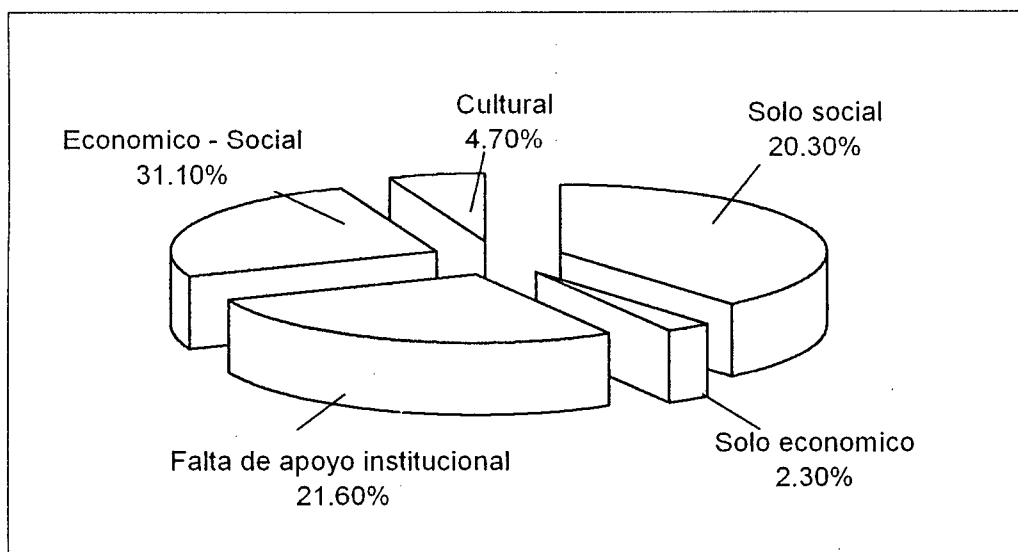 Cultural
4.70%
Solo social
20.30%
Economico - Social
31.10%
Falta de apoyo institucional
21.60%
Solo economico
2.30%